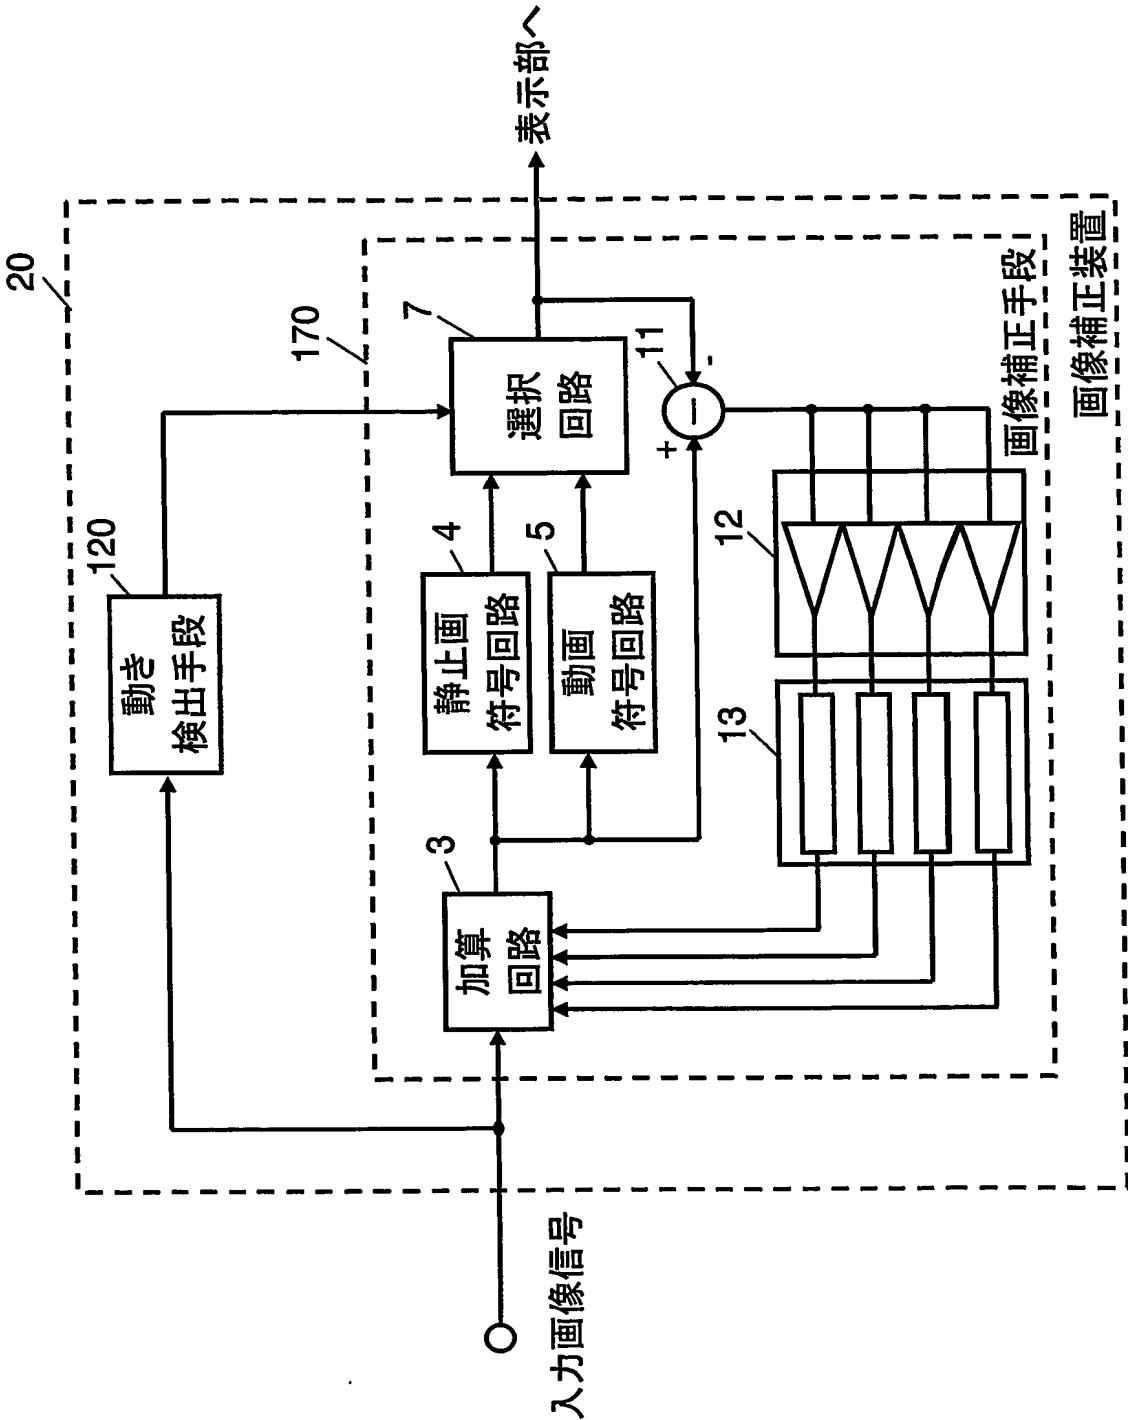 20
120
動き
検出手段
170
7
選択
回路
表示部へ
4
静止画
符号回路
5
動画
符号回路
3
加算
回路
入力画像信号
11
+
-
−
12
13
画像補正手段
画像補正装置